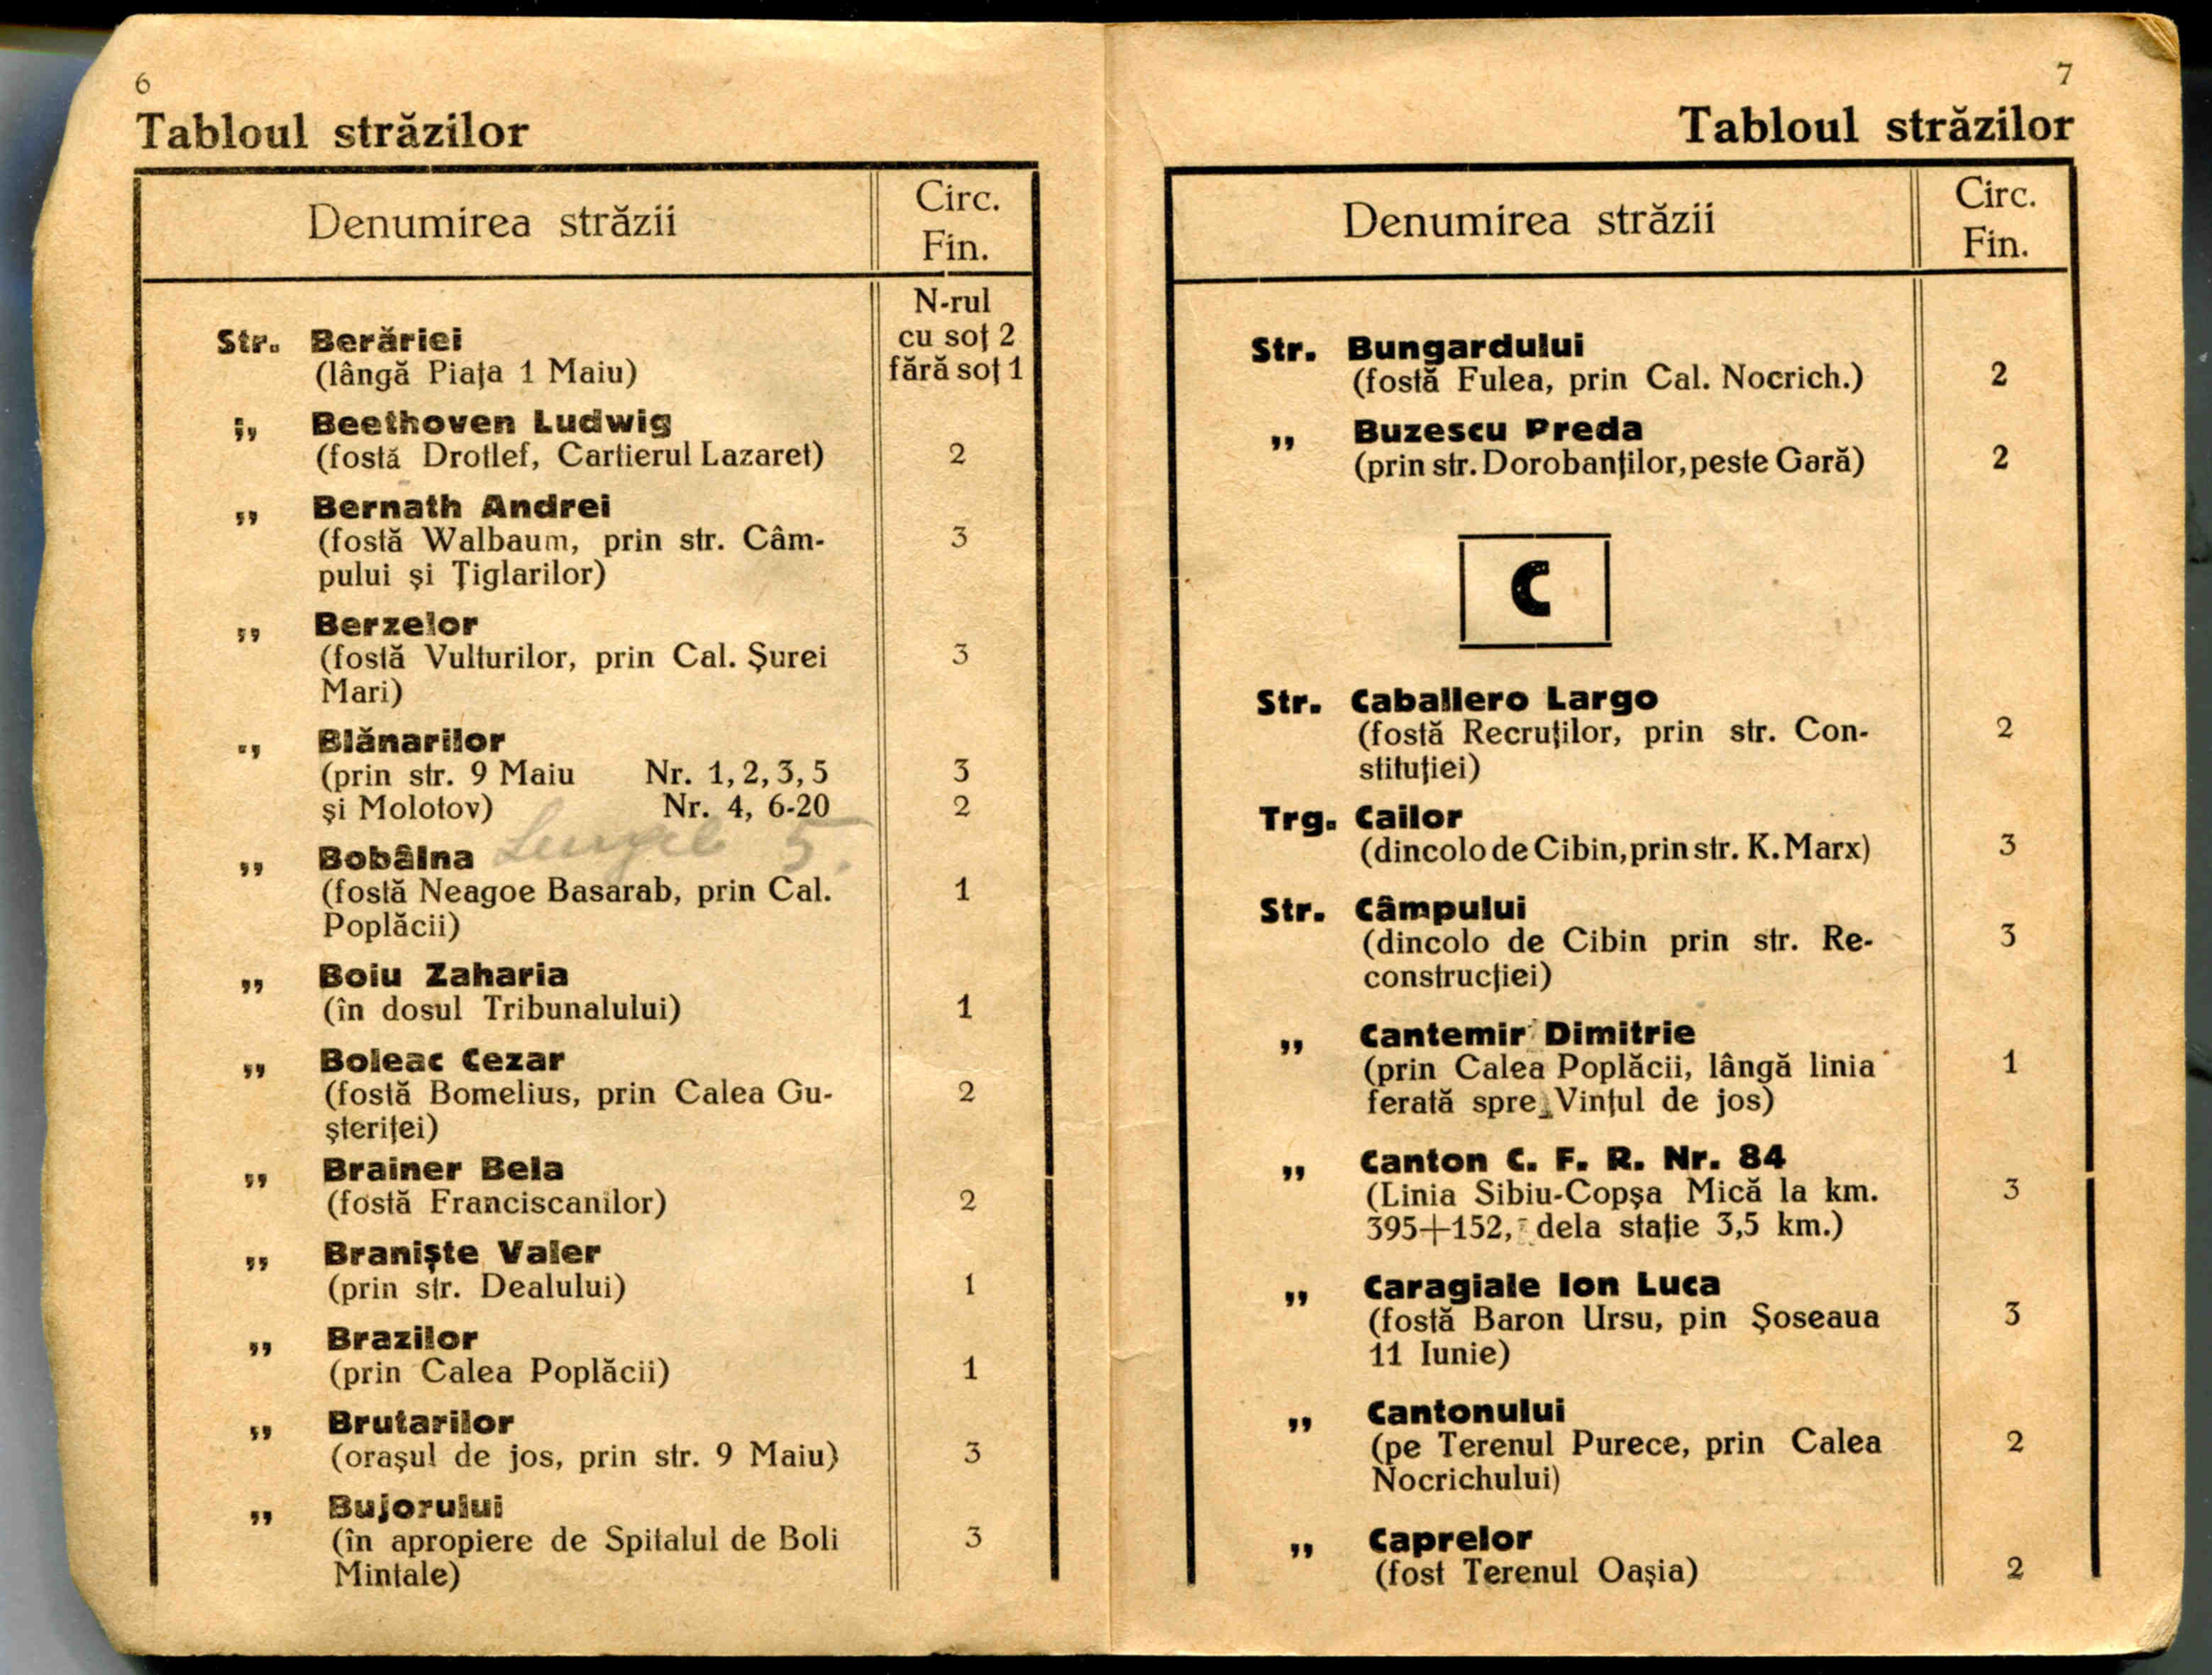 6
Tabloul străzilor
Denumirea străzii
Circ.
Fin.
N-rul
cu soț 2
fără soț 1
Str. Berăriei
(lângă Piața 1 Maiu)
„ Beethoven Ludwig
(fostă Drotlef, Cartierul Lazaret) 2
„ Bernath Andrei
(fostă Walbaum, prin str. Câm- 3
pului și Țiglarilor)
„ Berzelor
(fostă Vulturilor, prin Cal. Șurei 3
Mari)
„ Blănarilor
(prin str. 9 Maiu Nr. 1, 2, 3, 5 3
și Molotov) Nr. 4, 6-20 2
„ Bobâlna 5.
(fostă Neagoe Basarab, prin Cal. 1
Poplăcii)
„ Boiu Zaharia
(în dosul Tribunalului) 1
„ Boleac Cezar
(fostă Bomelius, prin Calea Gu- 2
șteriței)
„ Brainer Bela
(fostă Franciscanilor) 2
„ Braniște Valer
(prin str. Dealului) 1
„ Brazilor
(prin Calea Poplăcii) 1
„ Brutarilor
(orașul de jos, prin str. 9 Maiu) 3
„ Bujorului
(în apropiere de Spitalul de Boli 3
Mintale)
7
Tabloul străzilor
Denumirea străzii
Circ.
Fin.
Str. Bungardului
(fostă Fulea, prin Cal. Nocrich.) 2
„ Buzescu Preda
(prin str. Dorobanților, peste Gară) 2
C
Str. Caballero Largo
(fostă Recruților, prin str. Con- 2
stituției)
Trg. Cailor
(dincolo de Cibin, prin str. K. Marx) 3
Str. Câmpului
(dincolo de Cibin prin str. Re- 3
construcției)
„ Cantemir Dimitrie
(prin Calea Poplăcii, lângă linia 1
ferată spre Vințul de jos)
„ Canton C. F. R. Nr. 84
(Linia Sibiu-Copșa Mică la km. 3
395+152, dela stație 3,5 km.)
„ Caragiale Ion Luca
(fostă Baron Ursu, pin Șoseaua 3
11 Iunie)
„ Cantonului
(pe Terenul Purece, prin Calea 2
Nocrichului)
„ Caprelor
(fost Terenul Oașia) 2